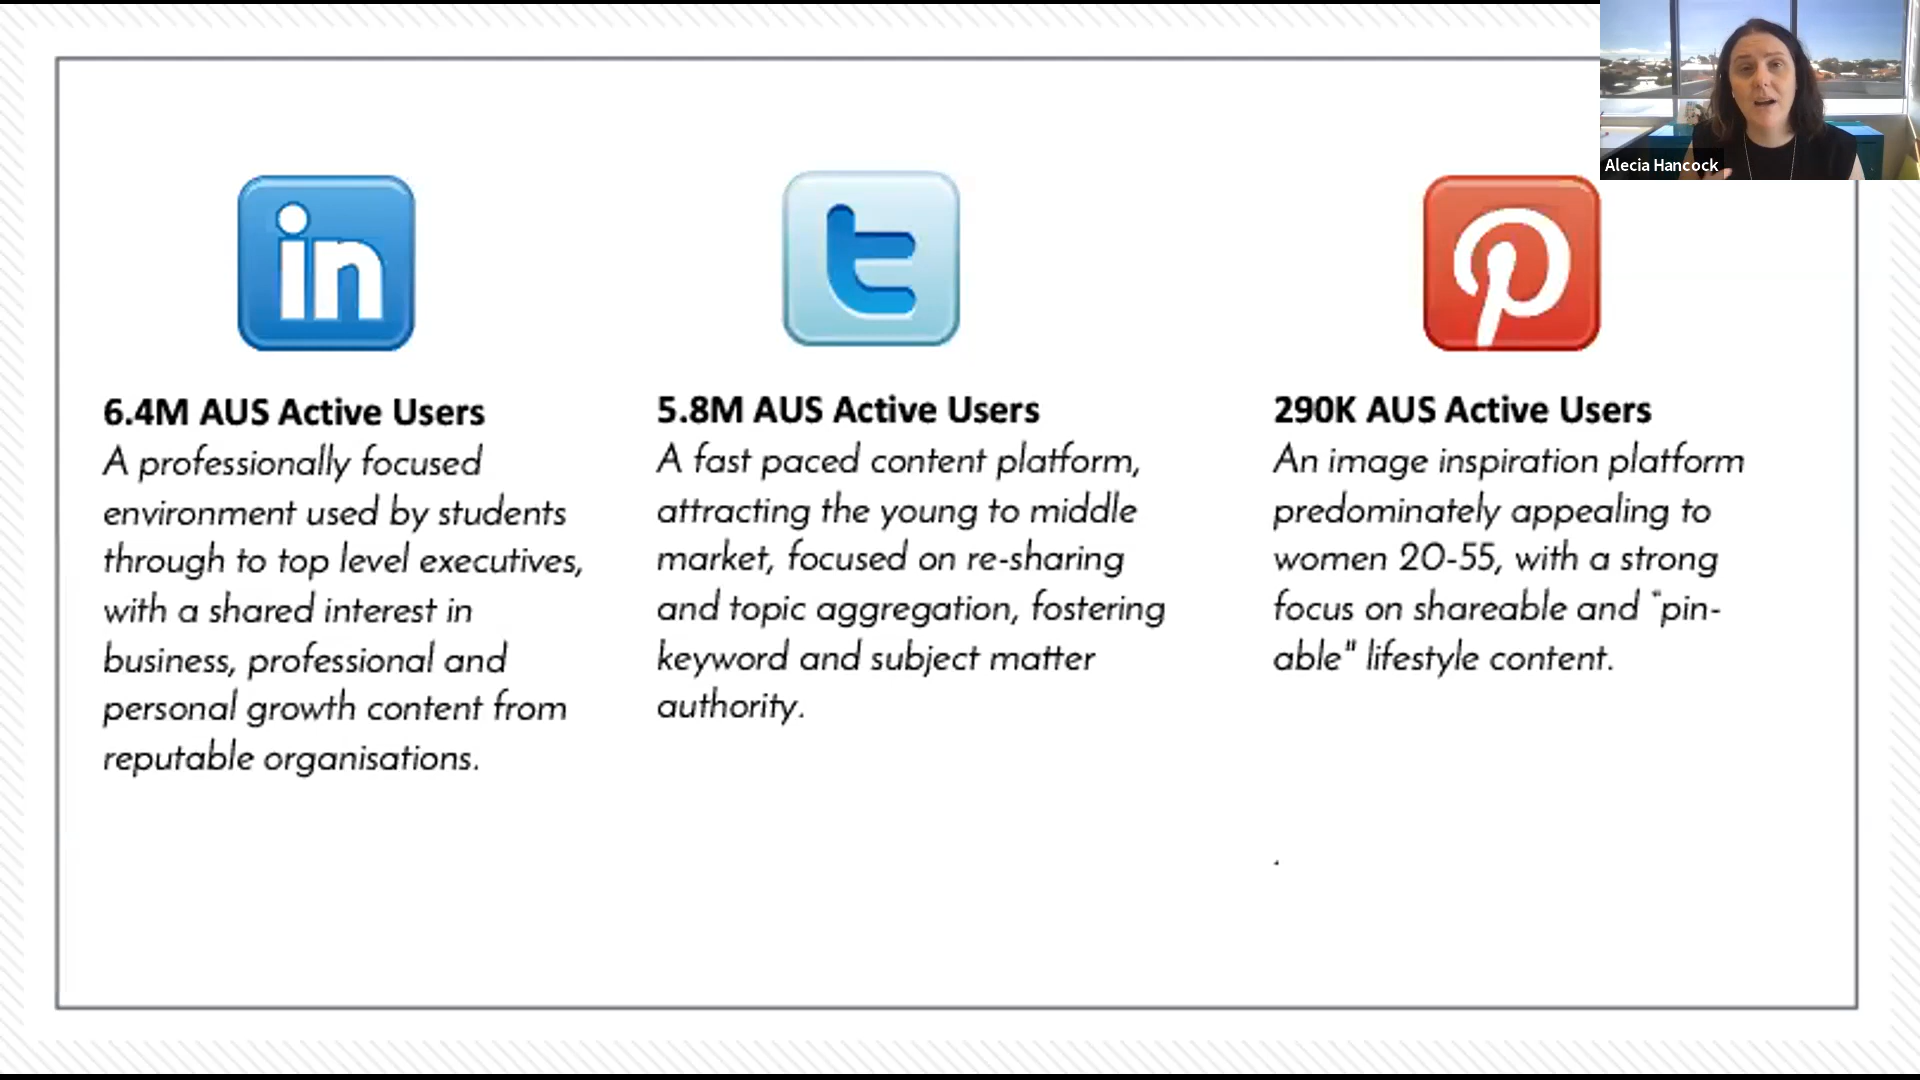 Alecia Hancock
in
t
p
6.4M AUS Active Users
A professionally focused
environment used by students
through to top level executives,
with a shared interest in
business, professional and
personal growth content from
reputable organisations.
5.8M AUS Active Users
A fast paced content platform,
attracting the young to middle
market, focused on re-sharing
and topic aggregation, fostering
keyword and subject matter
authority.
290K AUS Active Users
An image inspiration platform
predominately appealing to
women 20-55, with a strong
focus on shareable and "pin-
able" lifestyle content.
.